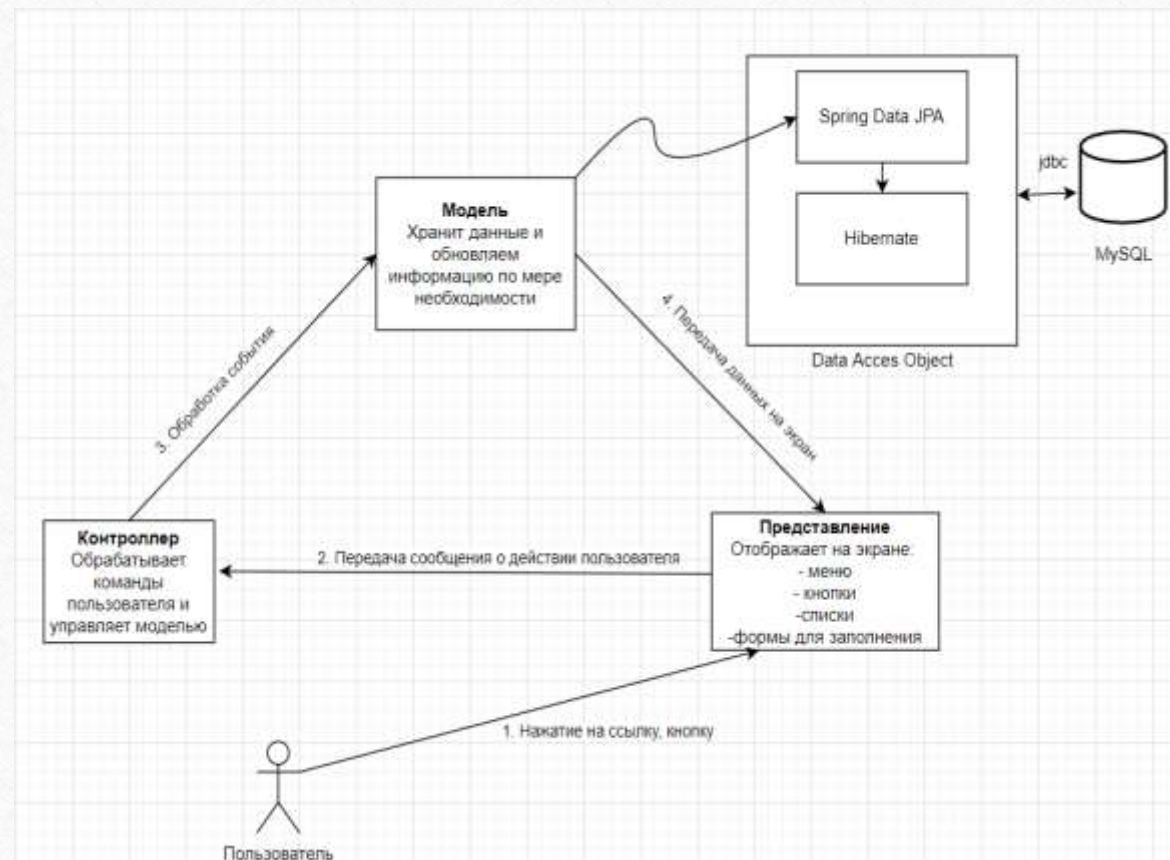 Spring Data JPA
Hibernate
jdbc
MySQL
Data Acces Object
Модель
Хранит данные и
обновляем
информацию по мере
необходимости
3. Обработка события
4. Передача данных на экран
Контроллер
Обрабатывает
команды
пользователя и
управляет моделью
2. Передача сообщения о действии пользователя
Представление
Отображает на экране:
- меню
- кнопки
-списки
-формы для заполнения
1. Нажатие на ссылку, кнопку
Пользователь